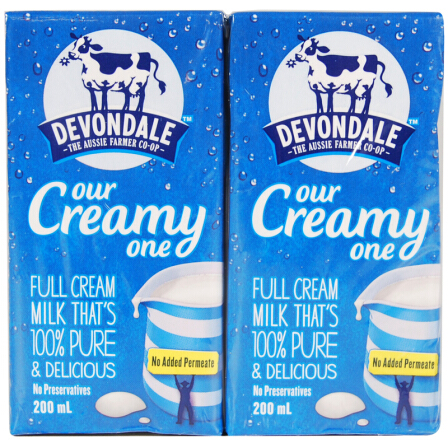 DEVONDALE™
- THE AUSSIE FARMER CO-OP -
our
Creamy
one
FULL CREAM
MILK THAT'S
100% PURE
& DELICIOUS
No Preservatives
200 mL
No Added Permeate
DEVONDALE™
- THE AUSSIE FARMER CO-OP -
our
Creamy
one
FULL CREAM
MILK THAT'S
100% PURE
& DELICIOUS
No Preservatives
200 mL
No Added Permeate